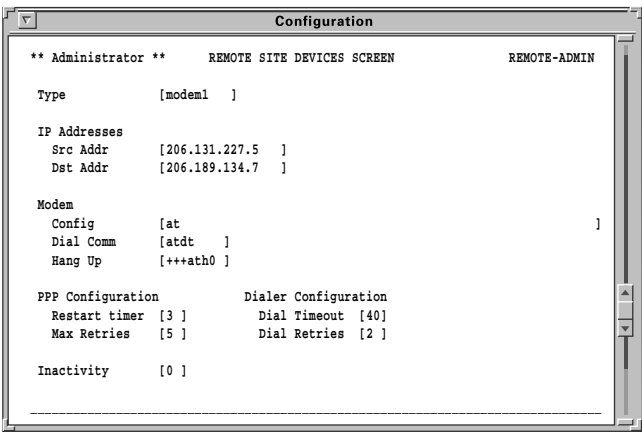 Configuration
** Administrator ** REMOTE SITE DEVICES SCREEN REMOTE-ADMIN
Type [modem1 ]
IP Addresses
Src Addr [206.131.227.5 ]
Dst Addr [206.189.134.7 ]
Modem
Config [at ]
Dial Comm [atdt ]
Hang Up [+++ath0 ]
PPP Configuration Dialer Configuration
Restart timer [3 ] Dial Timeout [40]
Max Retries [5 ] Dial Retries [2 ]
Inactivity [0 ]